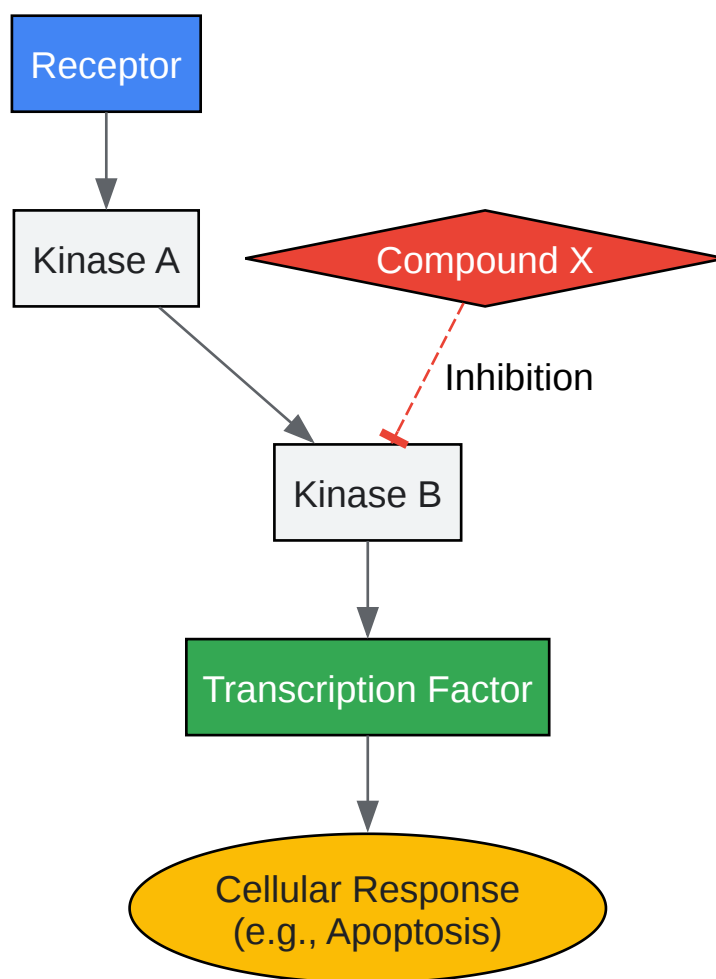 Receptor
Kinase A
Compound X
Inhibition
Kinase B
Transcription Factor
Cellular Response
(e.g., Apoptosis)